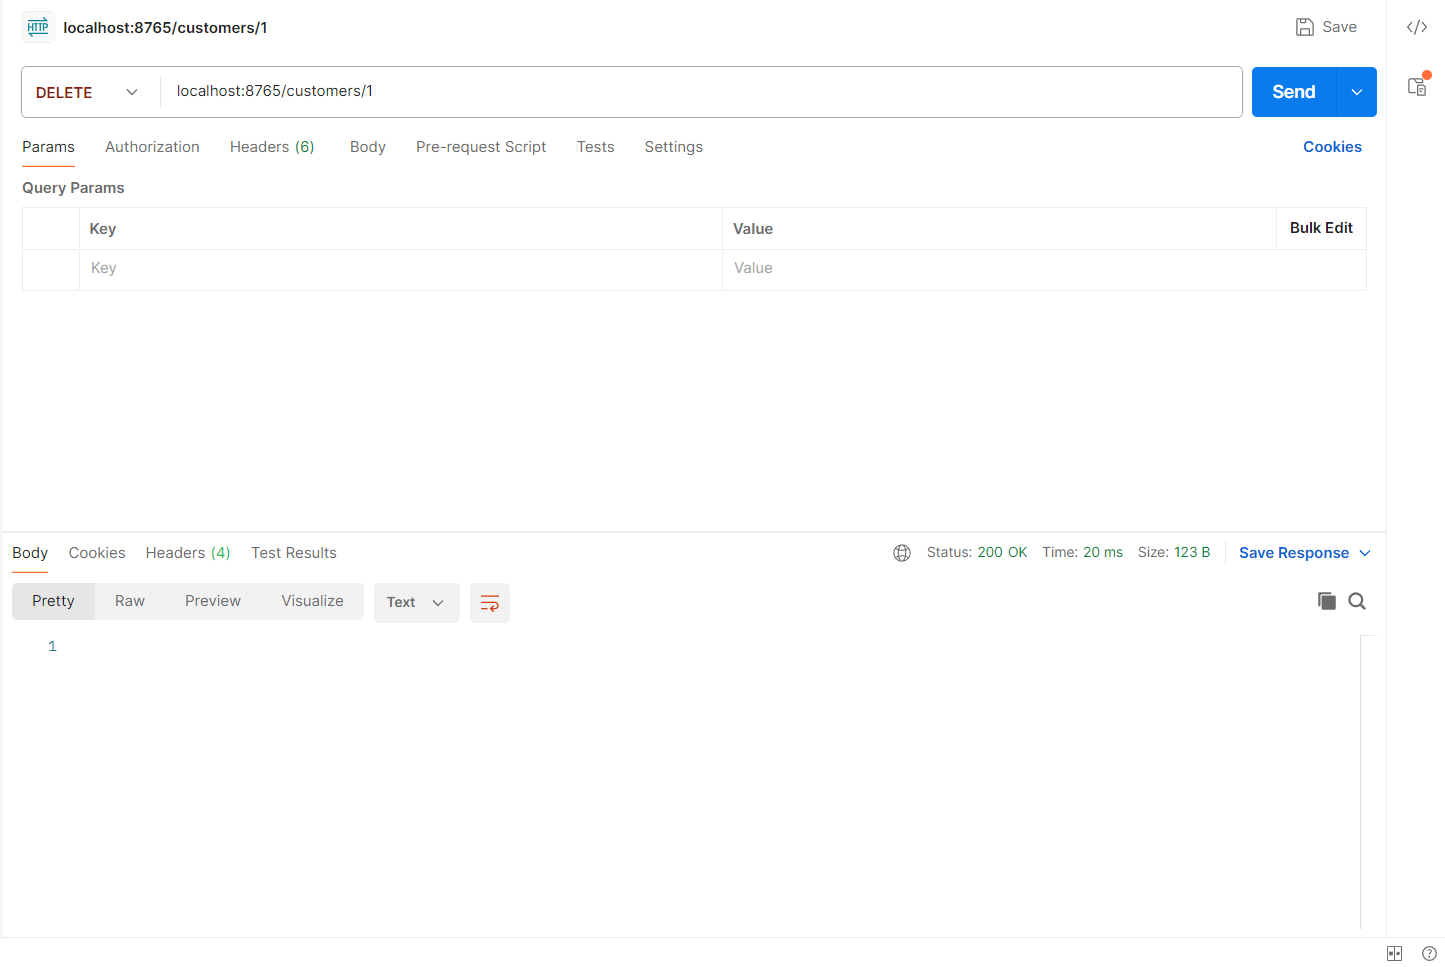 HTTP localhost:8765/customers/1 Save
DELETE localhost:8765/customers/1 Send
Params Authorization Headers (6) Body Pre-request Script Tests Settings Cookies
Query Params
Key Value Bulk Edit
Key Value
Body Cookies Headers (4) Test Results Status: 200 OK Time: 20 ms Size: 123 B Save Response
Pretty Raw Preview Visualize Text
1